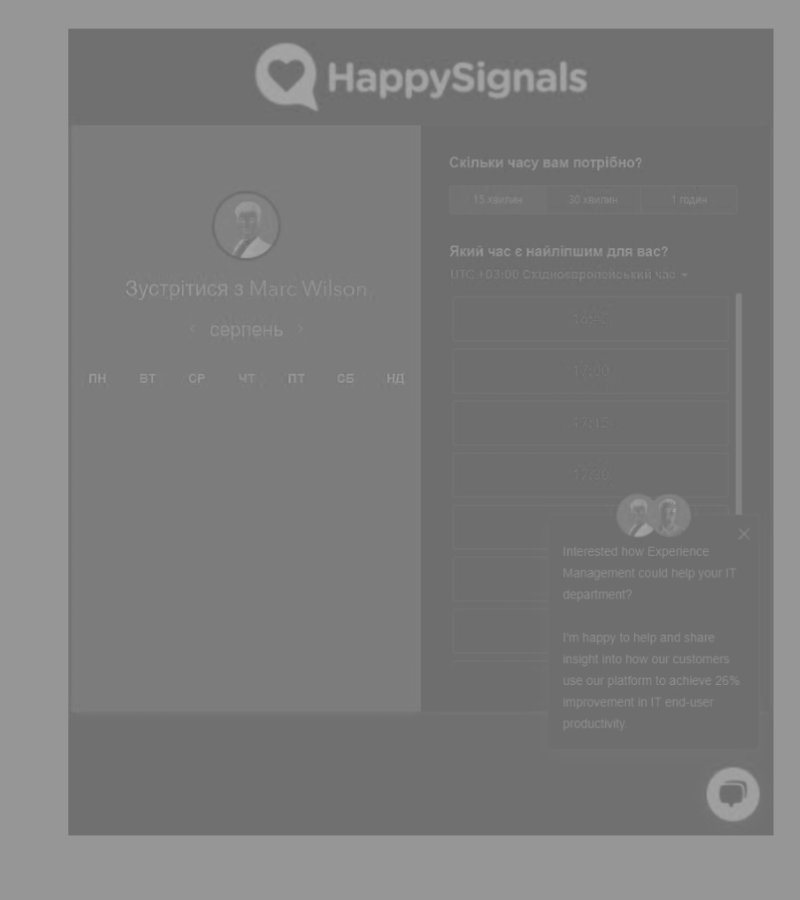 HappySignals
Зустрітися з Marc Wilson
серпень
ПН ВТ СР ЧТ ПТ СБ НД
Скільки часу вам потрібно?
15 хвилин 30 хвилин 1 годин
Який час є найліпшим для вас?
UTC +03:00 Східноєвропейський час
16:45
17:00
17:15
17:30
Interested how Experience
Management could help your IT
department?
I'm happy to help and share
insight into how our customers
use our platform to achieve 26%
improvement in IT end-user
productivity